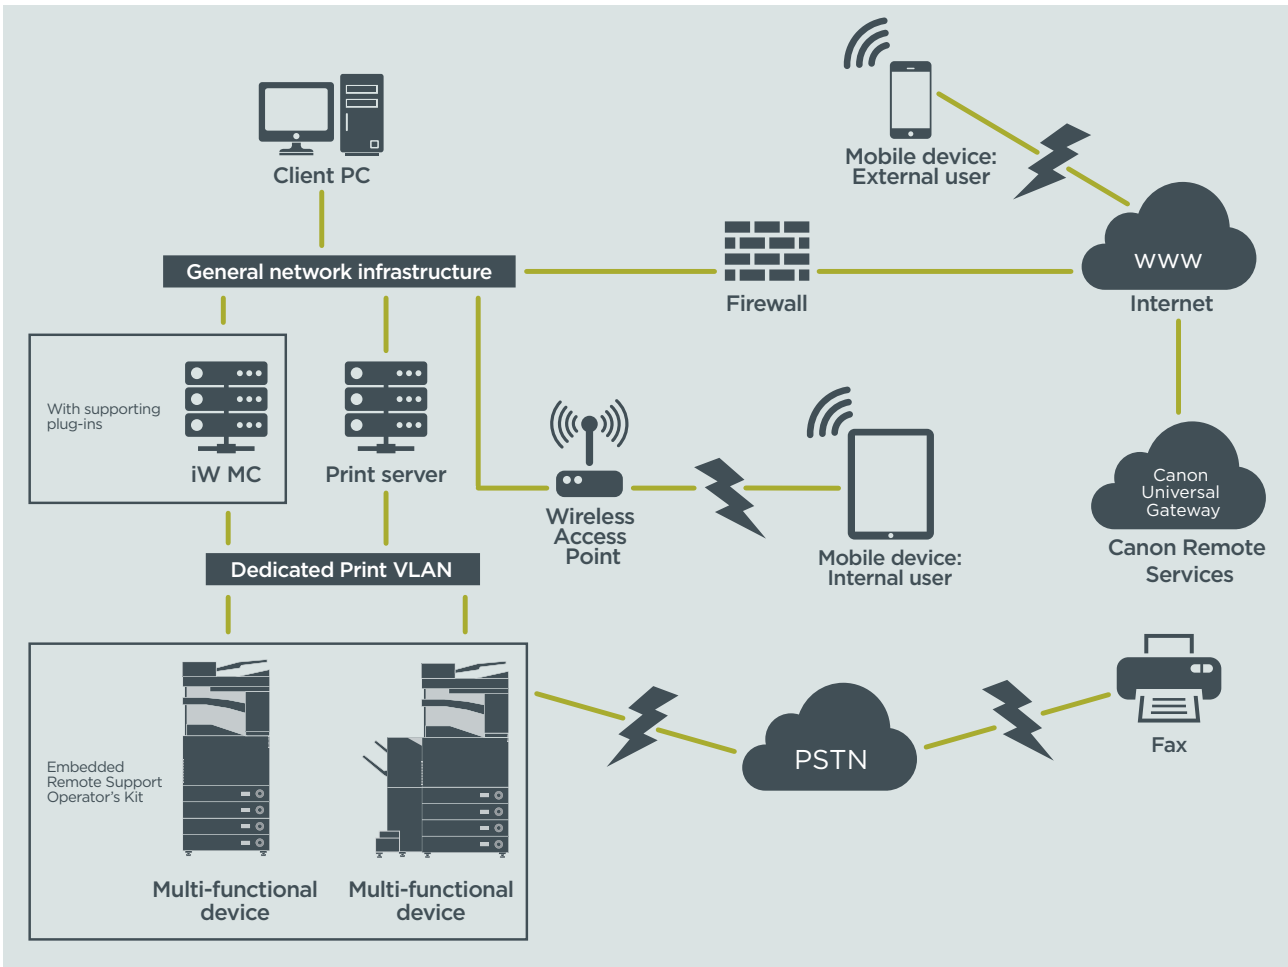 Client PC
Mobile device:
External user
General network infrastructure
Firewall
www
Internet
With supporting
plug-ins
iW MC
Print server
Wireless
Access
Point
Mobile device:
Internal user
Canon
Universal
Gateway
Canon Remote
Services
Dedicated Print VLAN
Embedded
Remote Support
Operator's Kit
Multi-functional
device
Multi-functional
device
PSTN
Fax